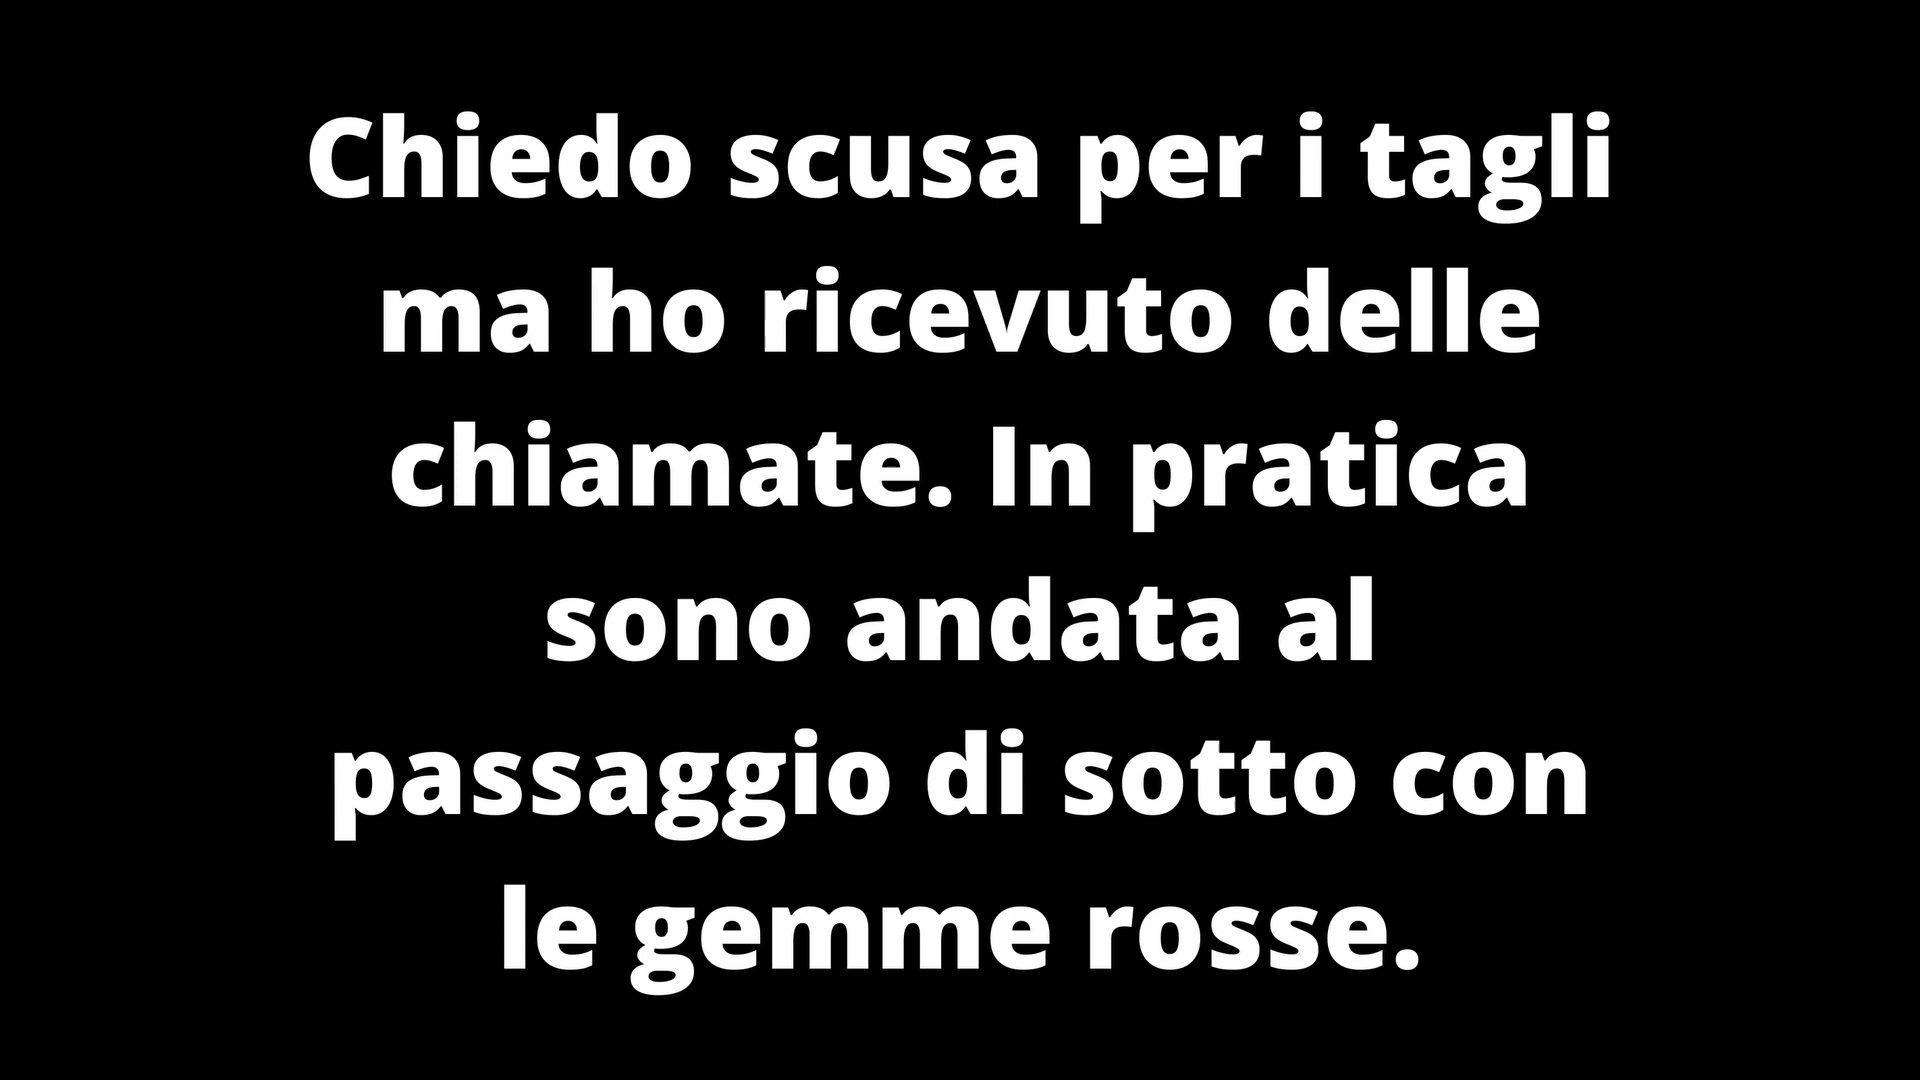 Chiedo scusa per i tagli
ma ho ricevuto delle
chiamate. In pratica
sono andata al
passaggio di sotto con
le gemme rosse.